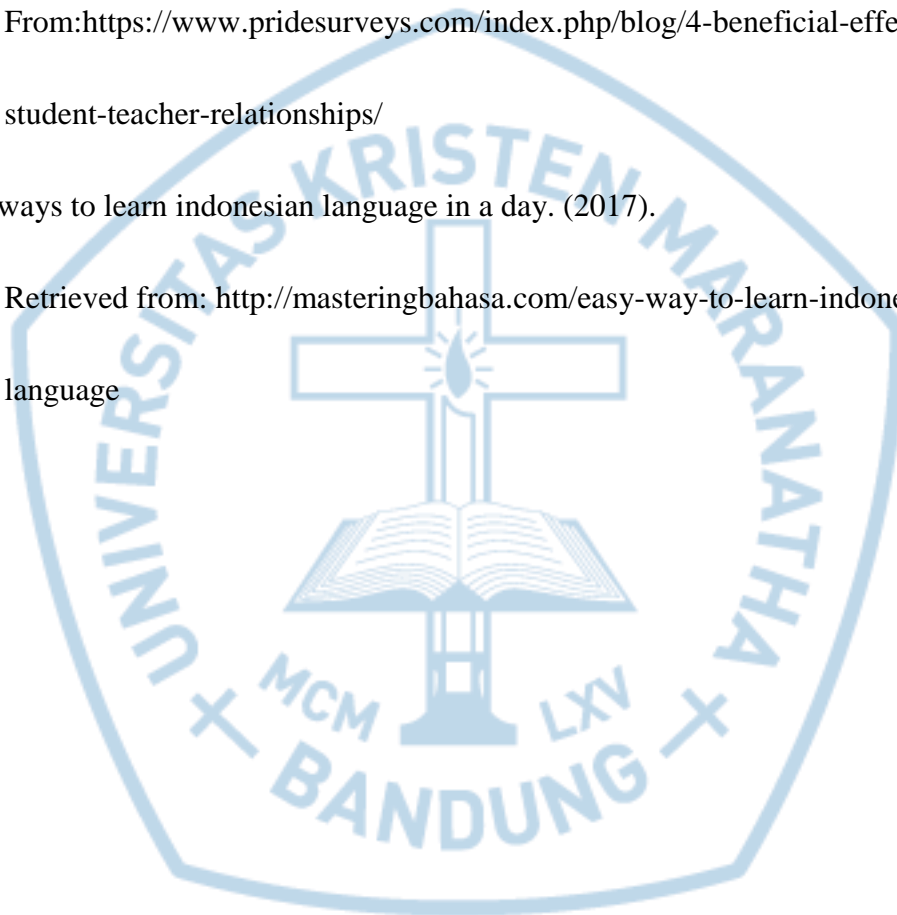 From:https://www.pridesurveys.com/index.php/blog/4-beneficial-effe
student-teacher-relationships/
ways to learn indonesian language in a day. (2017).
Retrieved from: http://masteringbahasa.com/easy-way-to-learn-indone
language
UNIVERSITAS KRISTEN MARANATHA
MCM LXV
BANDUNG